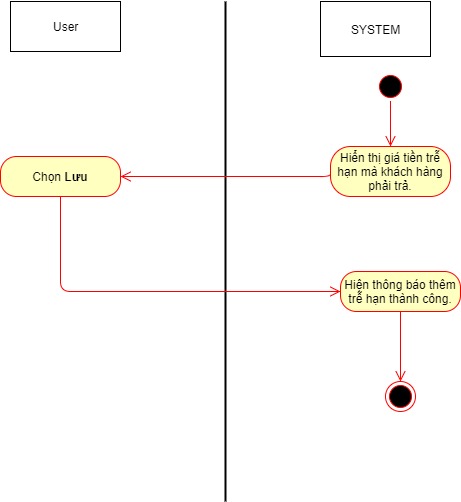 User
SYSTEM
Hiển thị giá tiền trễ
hạn mà khách hàng
phải trả.
Chọn Lưu
Hiện thông báo thêm
trễ hạn thành công.